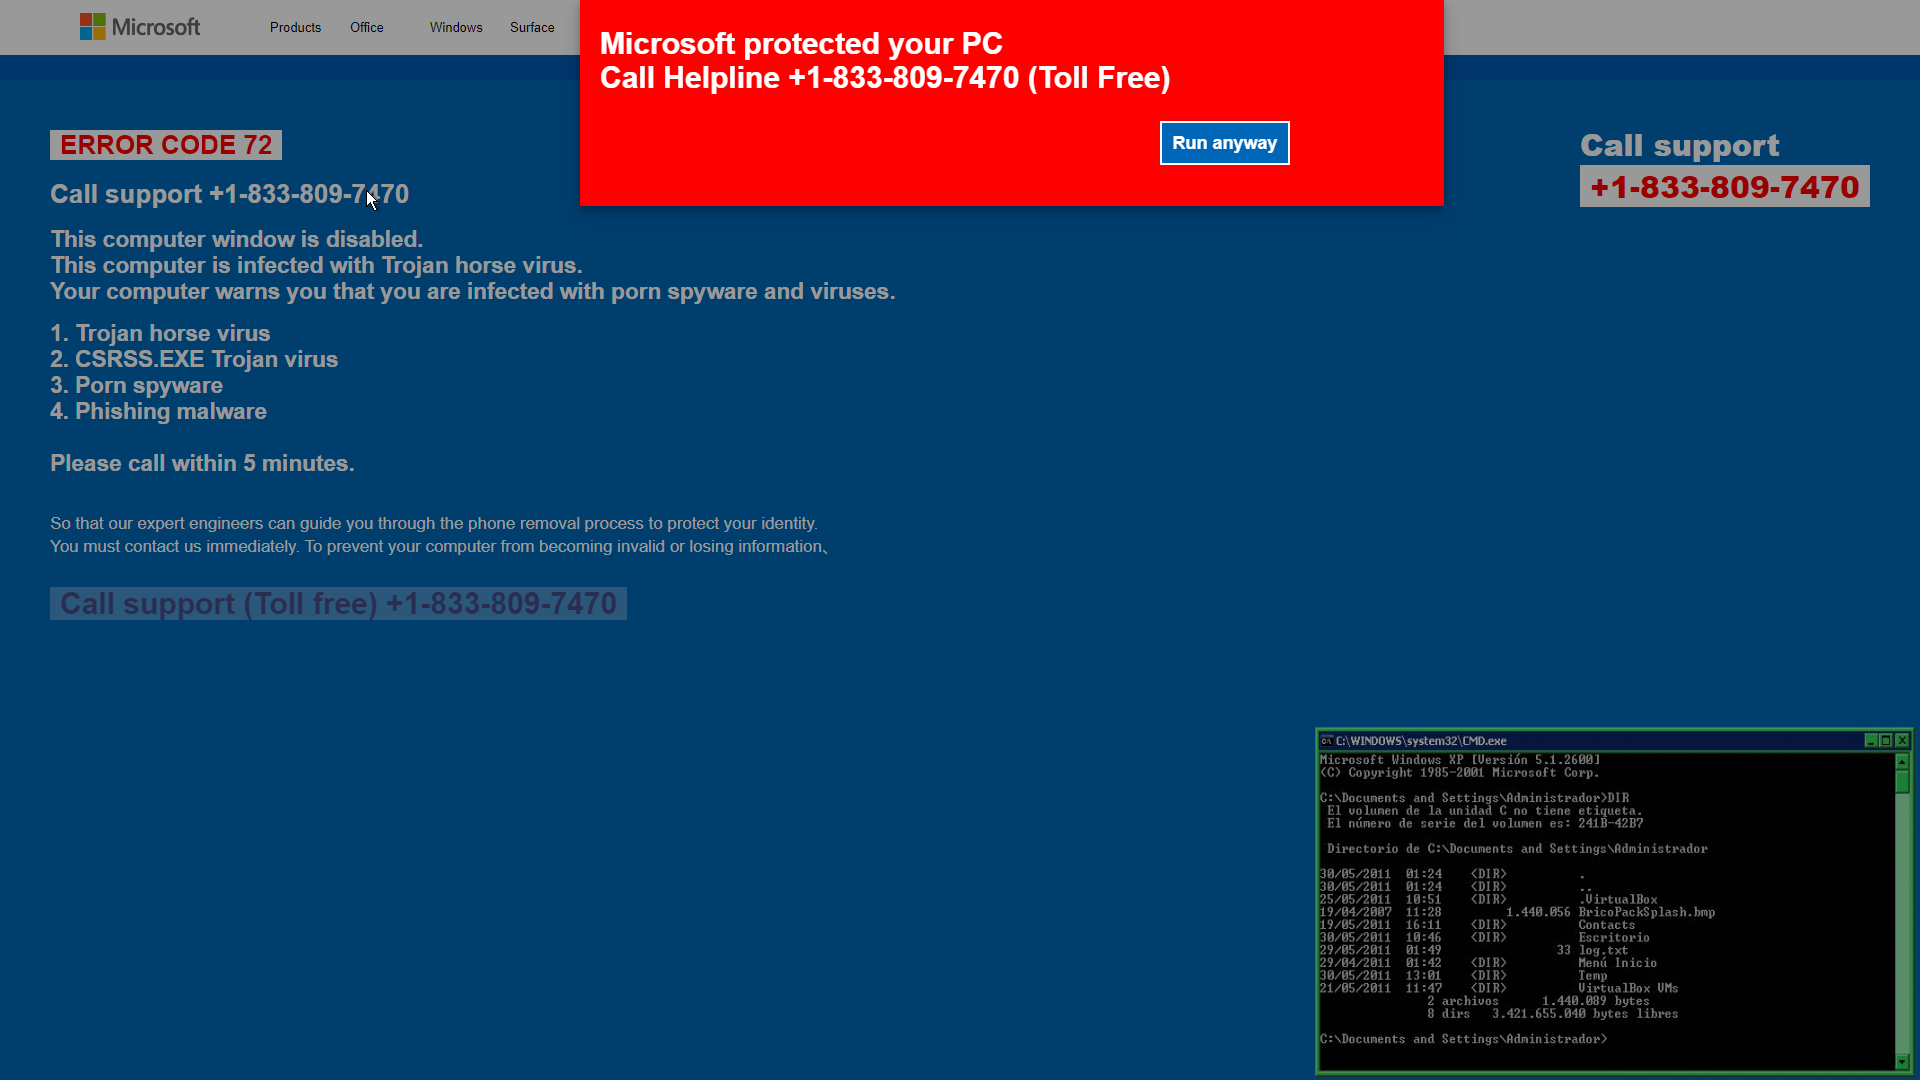 Microsoft
Products Office Windows Surface
Microsoft protected your PC
Call Helpline +1-833-809-7470 (Toll Free)
Run anyway
ERROR CODE 72
Call support +1-833-809-7470
This computer window is disabled.
This computer is infected with Trojan horse virus.
Your computer warns you that you are infected with porn spyware and viruses.
1. Trojan horse virus
2. CSRSS.EXE Trojan virus
3. Porn spyware
4. Phishing malware
Please call within 5 minutes.
So that our expert engineers can guide you through the phone removal process to protect your identity.
You must contact us immediately. To prevent your computer from becoming invalid or losing information、
Call support (Toll free) +1-833-809-7470
Call support
+1-833-809-7470
C:\WINDOWS\system32\CMD.exe
Microsoft Windows XP [Versión 5.1.2600]
(C) Copyright 1985-2001 Microsoft Corp.
C:\Documents and Settings\Administrador>DIR
El volumen de la unidad C no tiene etiqueta.
El número de serie del volumen es: 241B-42B7
Directorio de C:\Documents and Settings\Administrador
30/05/2011 01:24 <DIR> .
30/05/2011 01:24 <DIR> ..
25/05/2011 10:51 <DIR> .VirtualBox
19/04/2007 11:28 1.440.056 BricoPackSplash.bmp
19/05/2011 16:11 <DIR> Contacts
30/05/2011 10:46 <DIR> Escritorio
29/05/2011 01:49 33 log.txt
29/04/2011 01:42 <DIR> Menú Inicio
30/05/2011 13:01 <DIR> Temp
21/05/2011 11:47 <DIR> VirtualBox VMs
2 archivos 1.440.089 bytes
8 dirs 3.421.655.040 bytes libres
C:\Documents and Settings\Administrador>